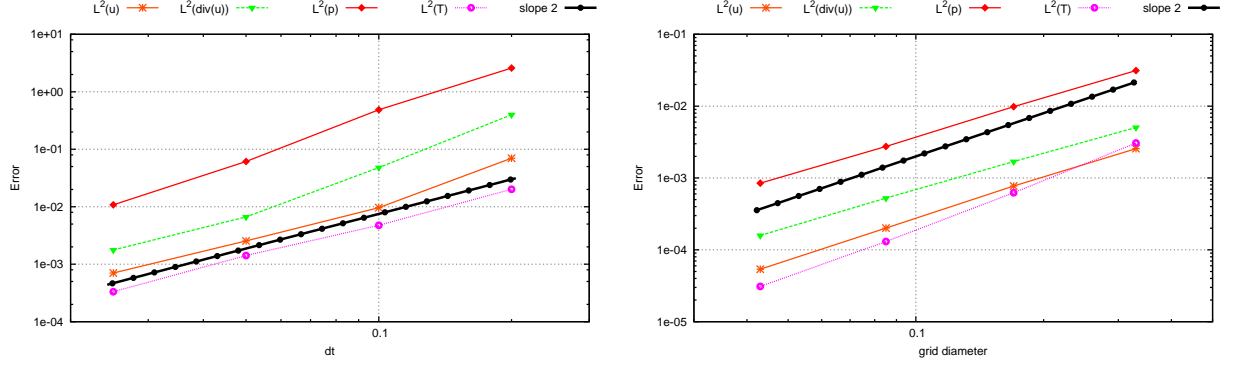 L²(u) L²(div(u)) L²(p) L²(T) slope 2
1e+01
1e+00
1e-01
1e-02
1e-03
1e-04
Error
0.1
dt
L²(u) L²(div(u)) L²(p) L²(T) slope 2
1e-01
1e-02
1e-03
1e-04
1e-05
Error
0.1
grid diameter